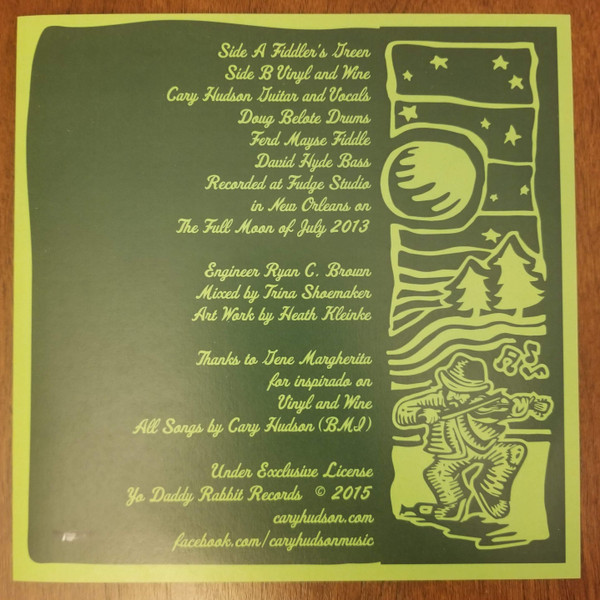 Side A Fiddler's Green
Side B Vinyl and Wine
Cary Hudson Guitar and Vocals
Doug Belote Drums
Ferd Mayse Fiddle
David Hyde Bass
Recorded at Fudge Studio
in New Orleans on
The Full Moon of July 2013
Engineer Ryan C. Brown
Mixed by Trina Shoemaker
Art Work by Heath Kleinke
Thanks to Gene Margherita
for inspirado on
Vinyl and Wine
All Songs by Cary Hudson (BMI)
Under Exclusive License
Yo Daddy Rabbit Records © 2015
caryhudson.com
facebook.com/caryhudsonmusic